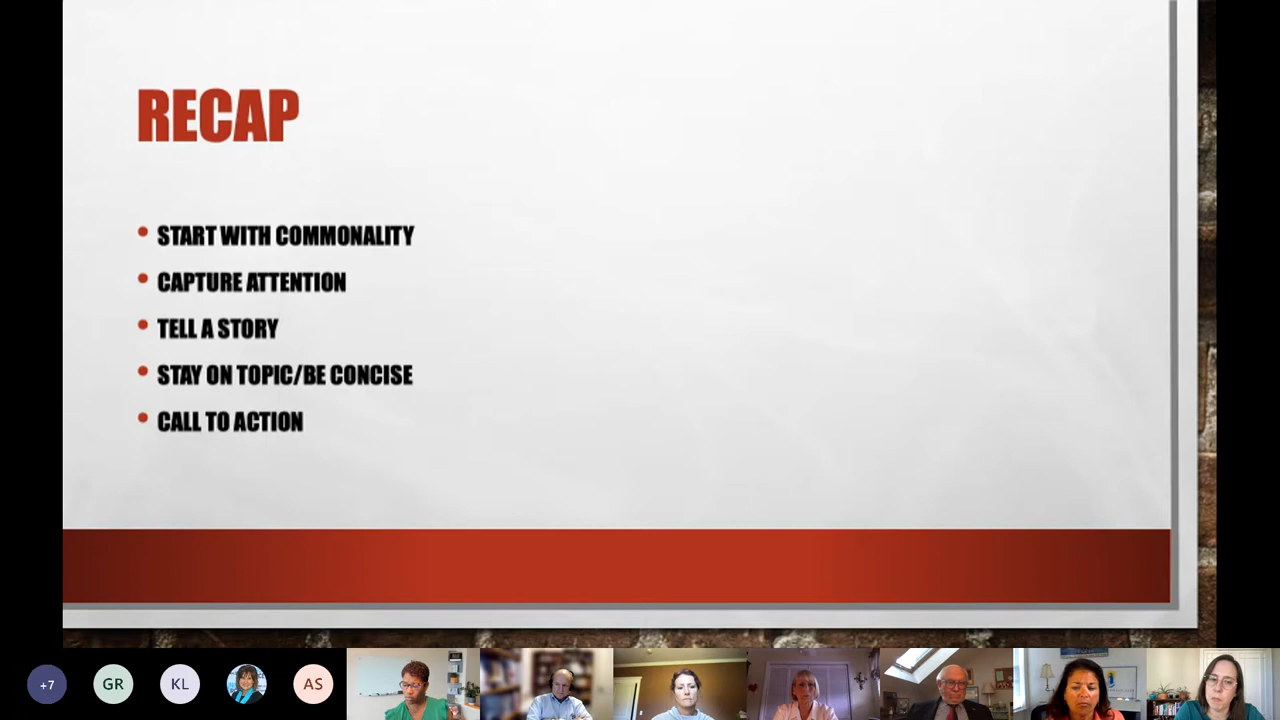 RECAP
START WITH COMMONALITY
CAPTURE ATTENTION
TELL A STORY
STAY ON TOPIC/BE CONCISE
CALL TO ACTION
+7
GR
KL
AS